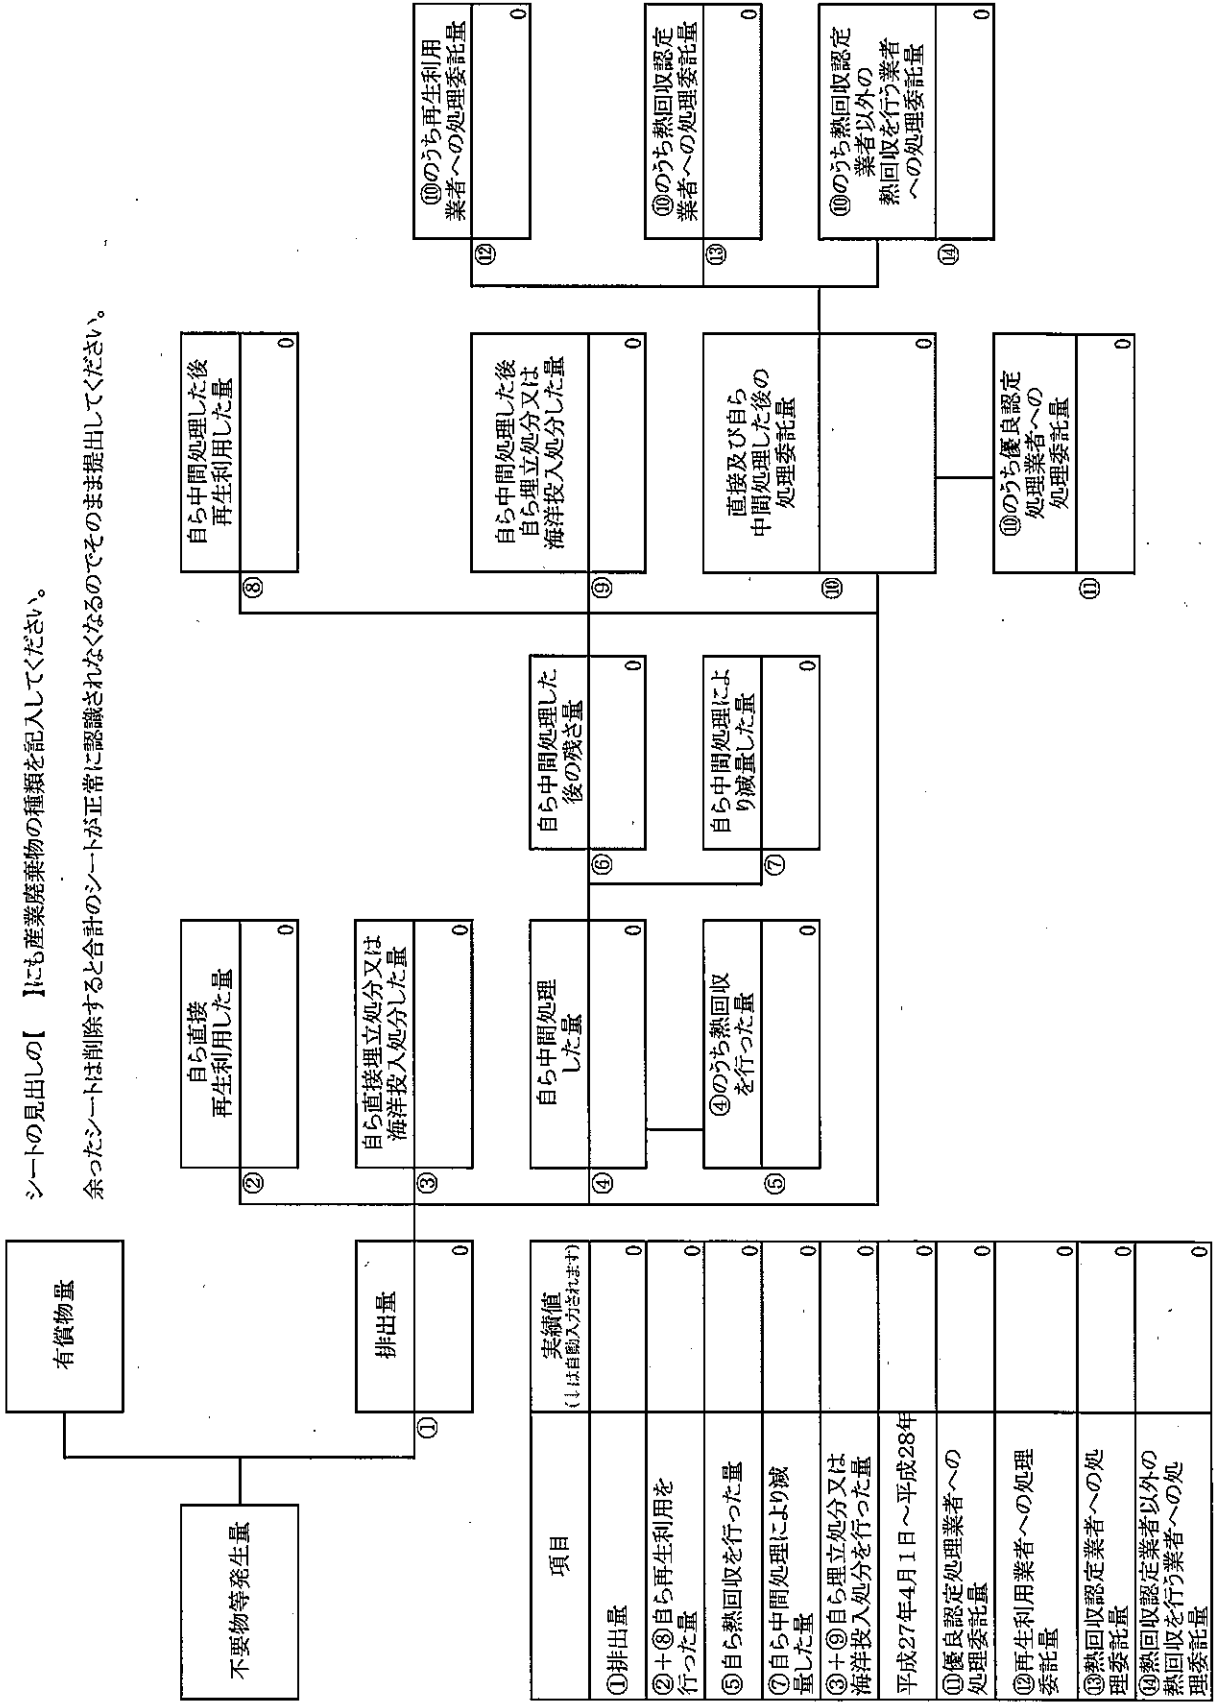 シートの見出しの【　】にも産業廃棄物の種類を記入してください。
余ったシートは削除すると合計のシートが正常に認識されなくなるのでそのまま提出してください。
不要物等発生量
有償物量
①
排出量
0
②
自ら直接
再生利用した量
0
③
自ら直接埋立処分又は
海洋投入処分した量
0
④
自ら中間処理
した量
0
⑤
④のうち熱回収
を行った量
0
⑥
自ら中間処理した
後の残さ量
0
⑦
自ら中間処理によ
り減量した量
0
⑧
自ら中間処理した後
再生利用した量
0
⑨
自ら中間処理した後
自ら埋立処分又は
海洋投入処分した量
0
⑩
直接及び自ら
中間処理した後の
処理委託量
0
⑪
⑩のうち優良認定
処理業者への
処理委託量
0
⑫
⑩のうち再生利用
業者への処理委託量
0
⑬
⑩のうち熱回収認定
業者への処理委託量
0
⑭
⑩のうち熱回収認定
業者以外の
熱回収を行う業者
への処理委託量
0
項目
実績値
(↓は自動入力されます)
①排出量
0
②＋⑧自ら再生利用を
行った量
0
⑤自ら熱回収を行った量
0
⑦自ら中間処理により減
量した量
0
③＋⑨自ら埋立処分又は
海洋投入処分を行った量
0
平成27年4月1日～平成28年
0
⑪優良認定処理業者への
処理委託量
0
⑫再生利用業者への処理
委託量
0
⑬熱回収認定業者への処
理委託量
0
⑭熱回収認定業者以外の
熱回収を行う業者への処
理委託量
0